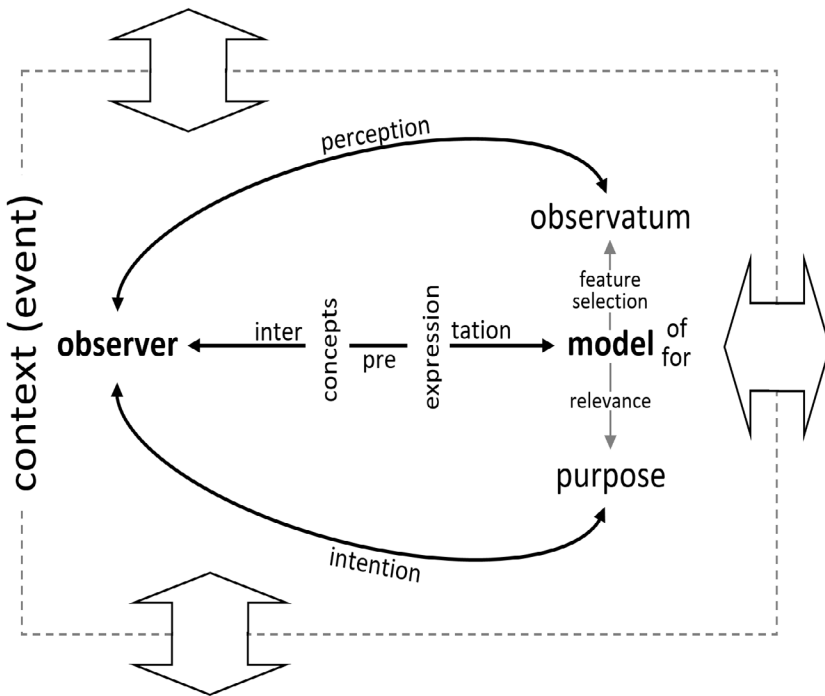 perception
observatum
feature
selection
context (event)
observer
inter
concepts
pre
expression
tation
model
of
for
relevance
purpose
intention